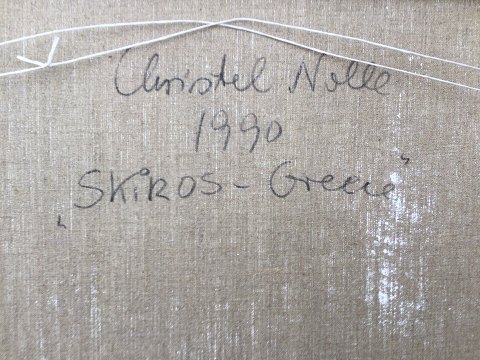 Christel Nolle
1990
„SKiROS - Greece"